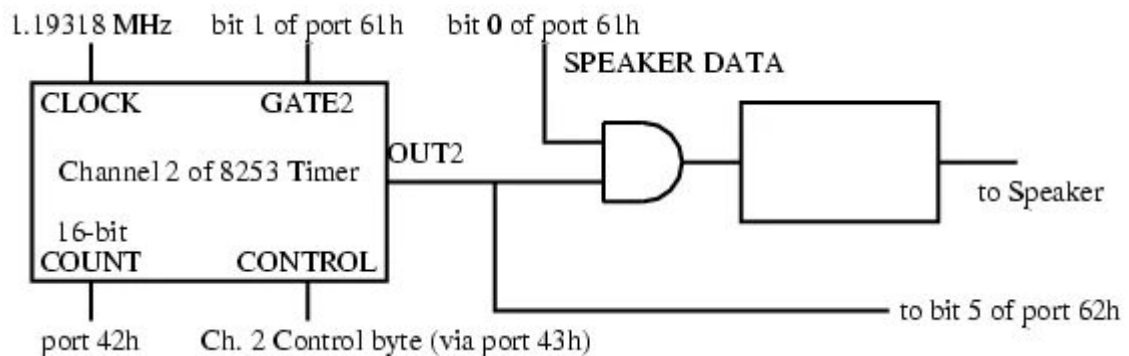 1.19318 MHz bit 1 of port 61h bit 0 of port 61h
SPEAKER DATA
CLOCK GATE2
OUT2
Channel 2 of 8253 Timer
to Speaker
16-bit
COUNT CONTROL
to bit 5 of port 62h
port 42h Ch. 2 Control byte (via port 43h)